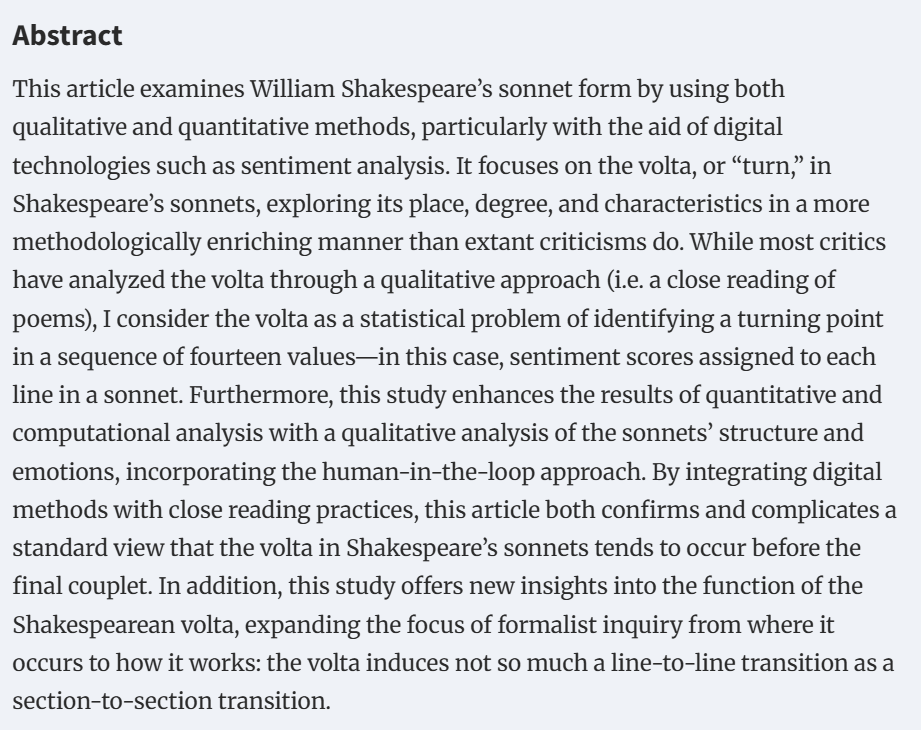 Abstract
This article examines William Shakespeare’s sonnet form by using both
qualitative and quantitative methods, particularly with the aid of digital
technologies such as sentiment analysis. It focuses on the volta, or “turn,” in
Shakespeare’s sonnets, exploring its place, degree, and characteristics in a more
methodologically enriching manner than extant criticisms do. While most critics
have analyzed the volta through a qualitative approach (i.e. a close reading of
poems), I consider the volta as a statistical problem of identifying a turning point
in a sequence of fourteen values—in this case, sentiment scores assigned to each
line in a sonnet. Furthermore, this study enhances the results of quantitative and
computational analysis with a qualitative analysis of the sonnets’ structure and
emotions, incorporating the human-in-the-loop approach. By integrating digital
methods with close reading practices, this article both confirms and complicates a
standard view that the volta in Shakespeare’s sonnets tends to occur before the
final couplet. In addition, this study offers new insights into the function of the
Shakespearean volta, expanding the focus of formalist inquiry from where it
occurs to how it works: the volta induces not so much a line-to-line transition as a
section-to-section transition.